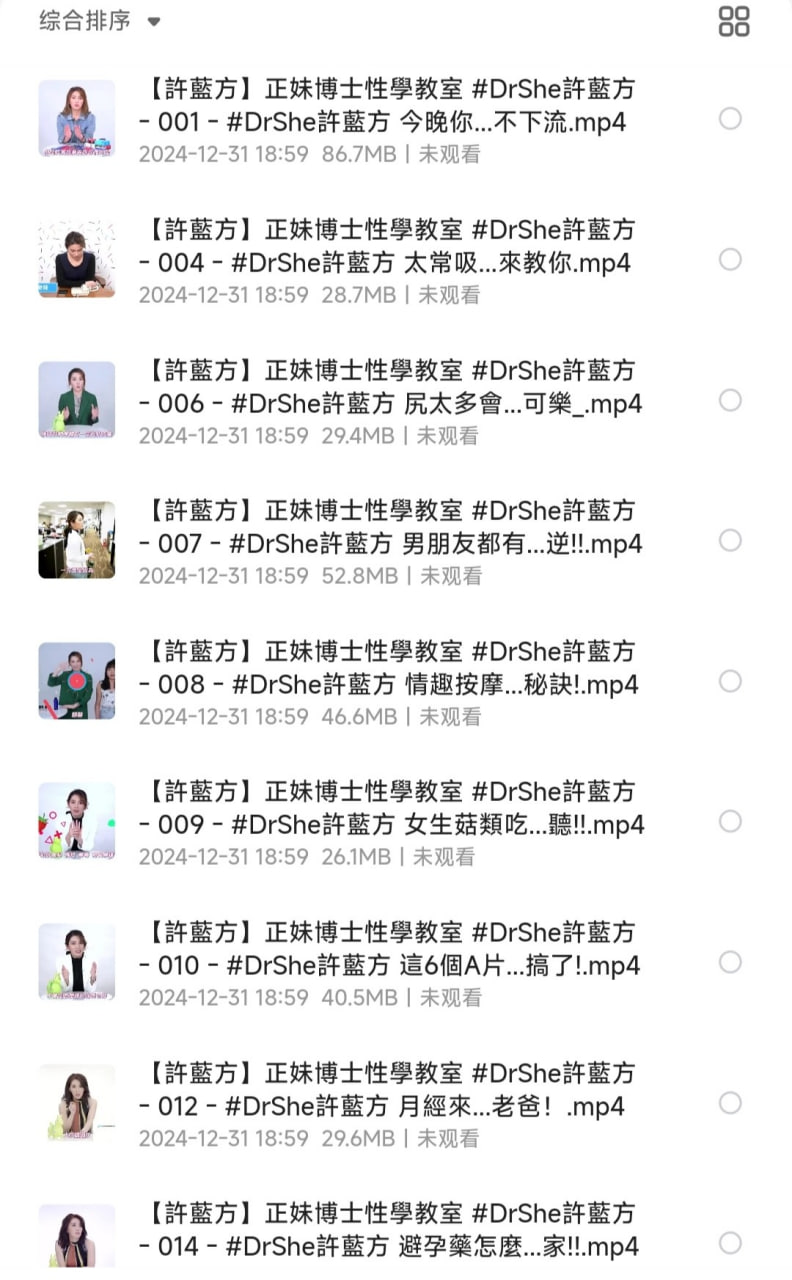 综合排序
【許藍方】正妹博士性學教室 #DrShe許藍方
- 001 - #DrShe許藍方 今晚你...不下流.mp4
2024-12-31 18:59 86.7MB | 未观看
【許藍方】正妹博士性學教室 #DrShe許藍方
- 004 - #DrShe許藍方 太常吸...來教你.mp4
2024-12-31 18:59 28.7MB | 未观看
【許藍方】正妹博士性學教室 #DrShe許藍方
- 006 - #DrShe許藍方 尻太多會...可樂_.mp4
2024-12-31 18:59 29.4MB | 未观看
【許藍方】正妹博士性學教室 #DrShe許藍方
- 007 - #DrShe許藍方 男朋友都有...逆!!.mp4
2024-12-31 18:59 52.8MB | 未观看
【許藍方】正妹博士性學教室 #DrShe許藍方
- 008 - #DrShe許藍方 情趣按摩...秘訣!.mp4
2024-12-31 18:59 46.6MB | 未观看
【許藍方】正妹博士性學教室 #DrShe許藍方
- 009 - #DrShe許藍方 女生菇類吃...聽!!.mp4
2024-12-31 18:59 26.1MB | 未观看
【許藍方】正妹博士性學教室 #DrShe許藍方
- 010 - #DrShe許藍方 這6個A片...搞了!.mp4
2024-12-31 18:59 40.5MB | 未观看
【許藍方】正妹博士性學教室 #DrShe許藍方
- 012 - #DrShe許藍方 月經來...老爸！.mp4
2024-12-31 18:59 29.6MB | 未观看
【許藍方】正妹博士性學教室 #DrShe許藍方
- 014 - #DrShe許藍方 避孕藥怎麼...家!!.mp4